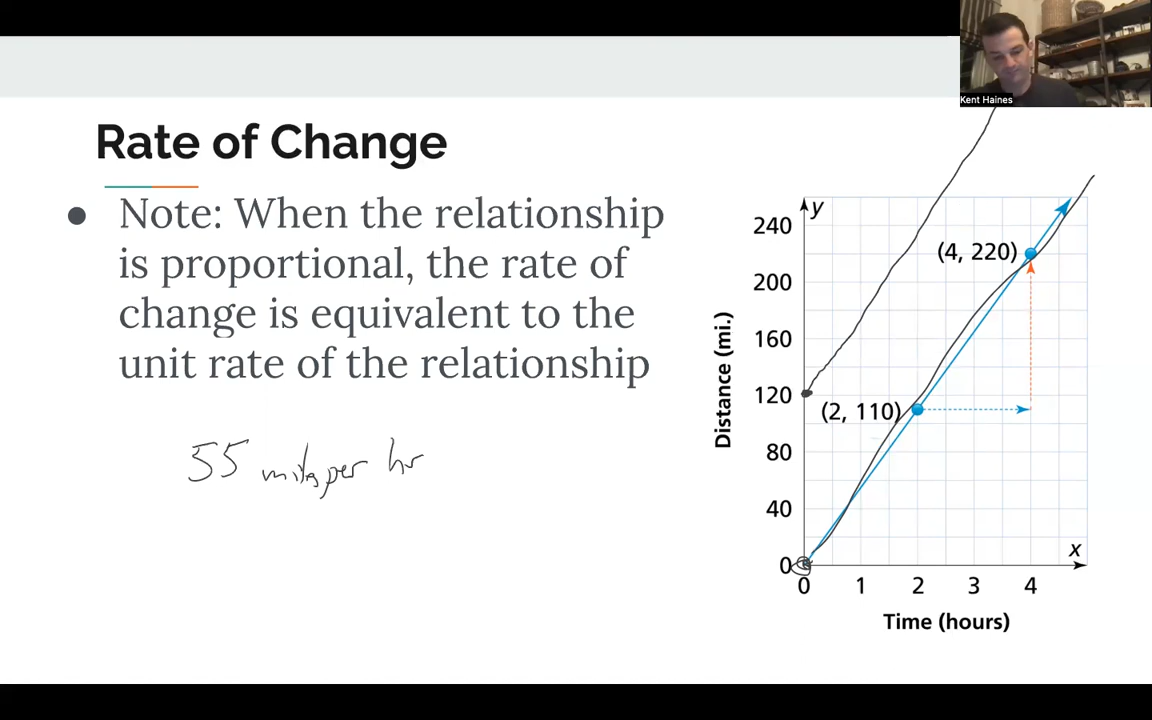 Kent Haines
Rate of Change
● Note: When the relationship
is proportional, the rate of
change is equivalent to the
unit rate of the relationship
55 miles per hr
y
240
(4, 220)
200
160
120
(2, 110)
80
40
0
x
0 1 2 3 4
Distance (mi.)
Time (hours)